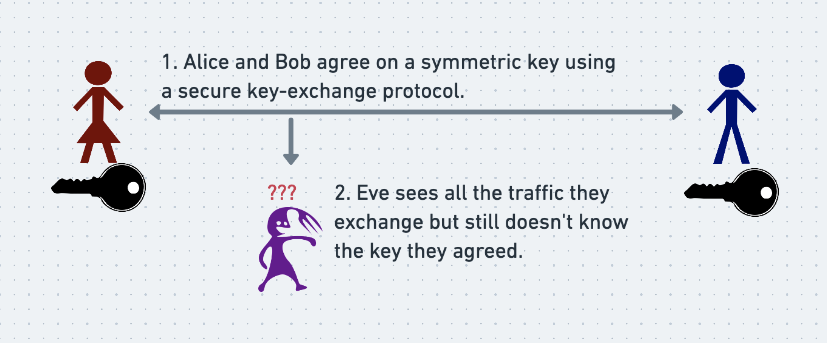 1. Alice and Bob agree on a symmetric key using
a secure key-exchange protocol.
???
2. Eve sees all the traffic they
exchange but still doesn't know
the key they agreed.